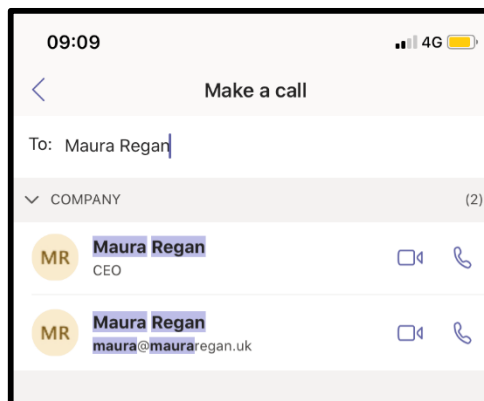 09:09 4G
Make a call
To: Maura Regan
COMPANY (2)
MR Maura Regan
CEO
MR Maura Regan
maura@mauraregan.uk